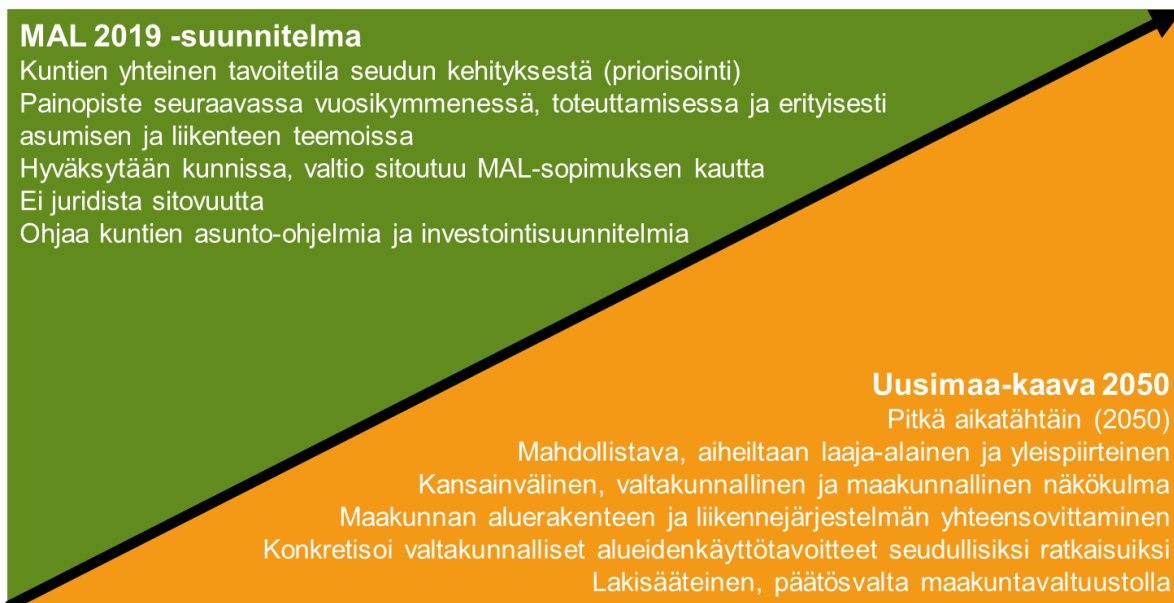 MAL 2019 -suunnitelma
Kuntien yhteinen tavoitetila seudun kehityksestä (priorisointi)
Painopiste seuraavassa vuosikymmenessä, toteuttamisessa ja erityisesti
asumisen ja liikenteen teemoissa
Hyväksytään kunnissa, valtio sitoutuu MAL-sopimuksen kautta
Ei juridista sitovuutta
Ohjaa kuntien asunto-ohjelmia ja investointisuunnitelmia
Uusimaa-kaava 2050
Pitkä aikatähtäin (2050)
Mahdollistava, aiheiltaan laaja-alainen ja yleispiirteinen
Kansainvälinen, valtakunnallinen ja maakunnallinen näkökulma
Maakunnan aluerakenteen ja liikennejärjestelmän yhteensovittaminen
Konkretisoi valtakunnalliset alueidenkäyttötavoitteet seudullisiksi ratkaisuiksi
Lakisääteinen, päätösvalta maakuntavaltuustolla